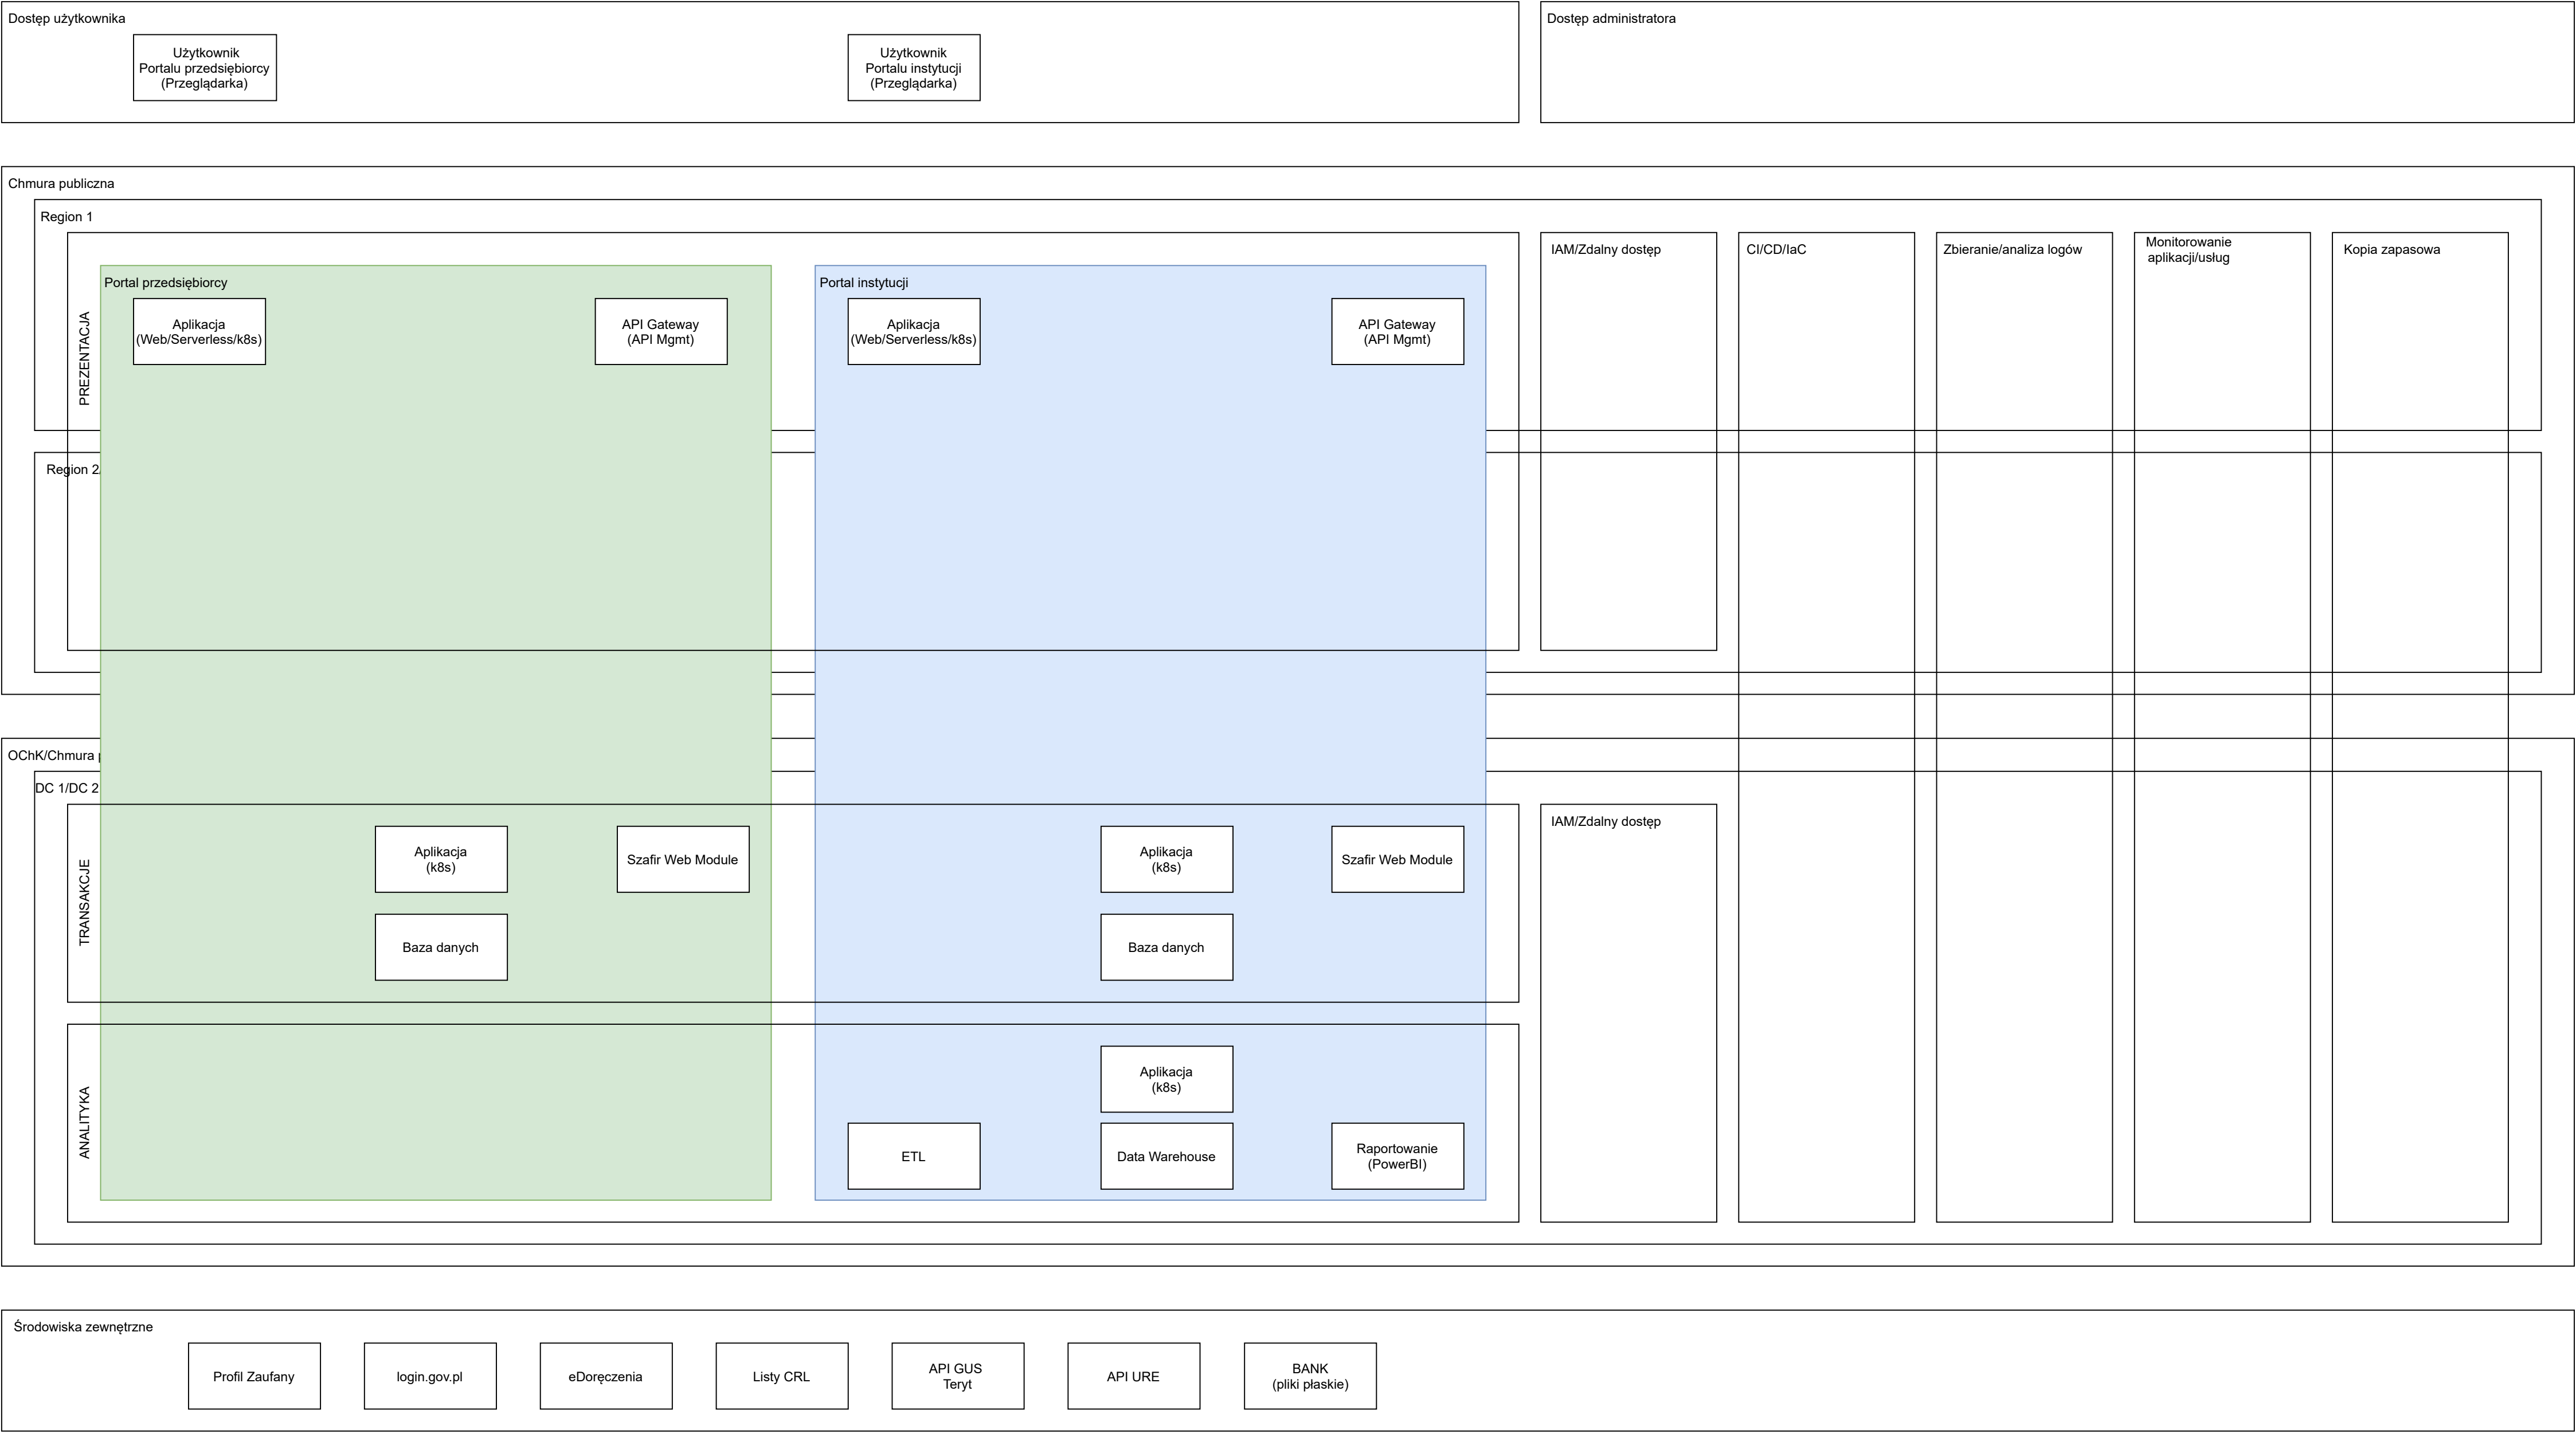 Dostęp użytkownika
Dostęp administratora
Użytkownik
Portalu przedsiębiorcy
(Przeglądarka)
Użytkownik
Portalu instytucji
(Przeglądarka)
Chmura publiczna
Region 1
PREZENTACJA
Portal przedsiębiorcy
Aplikacja
(Web/Serverless/k8s)
API Gateway
(API Mgmt)
Portal instytucji
Aplikacja
(Web/Serverless/k8s)
API Gateway
(API Mgmt)
IAM/Zdalny dostęp
CI/CD/IaC
Zbieranie/analiza logów
Monitorowanie
aplikacji/usług
Kopia zapasowa
Region 2
OChK/Chmura
DC 1/DC 2
TRANSAKCJE
Aplikacja
(k8s)
Szafir Web Module
Baza danych
Aplikacja
(k8s)
Szafir Web Module
Baza danych
IAM/Zdalny dostęp
ANALITYKA
Aplikacja
(k8s)
ETL
Data Warehouse
Raportowanie
(PowerBI)
Środowiska zewnętrzne
Profil Zaufany
login.gov.pl
eDoręczenia
Listy CRL
API GUS
Teryt
API URE
BANK
(pliki płaskie)